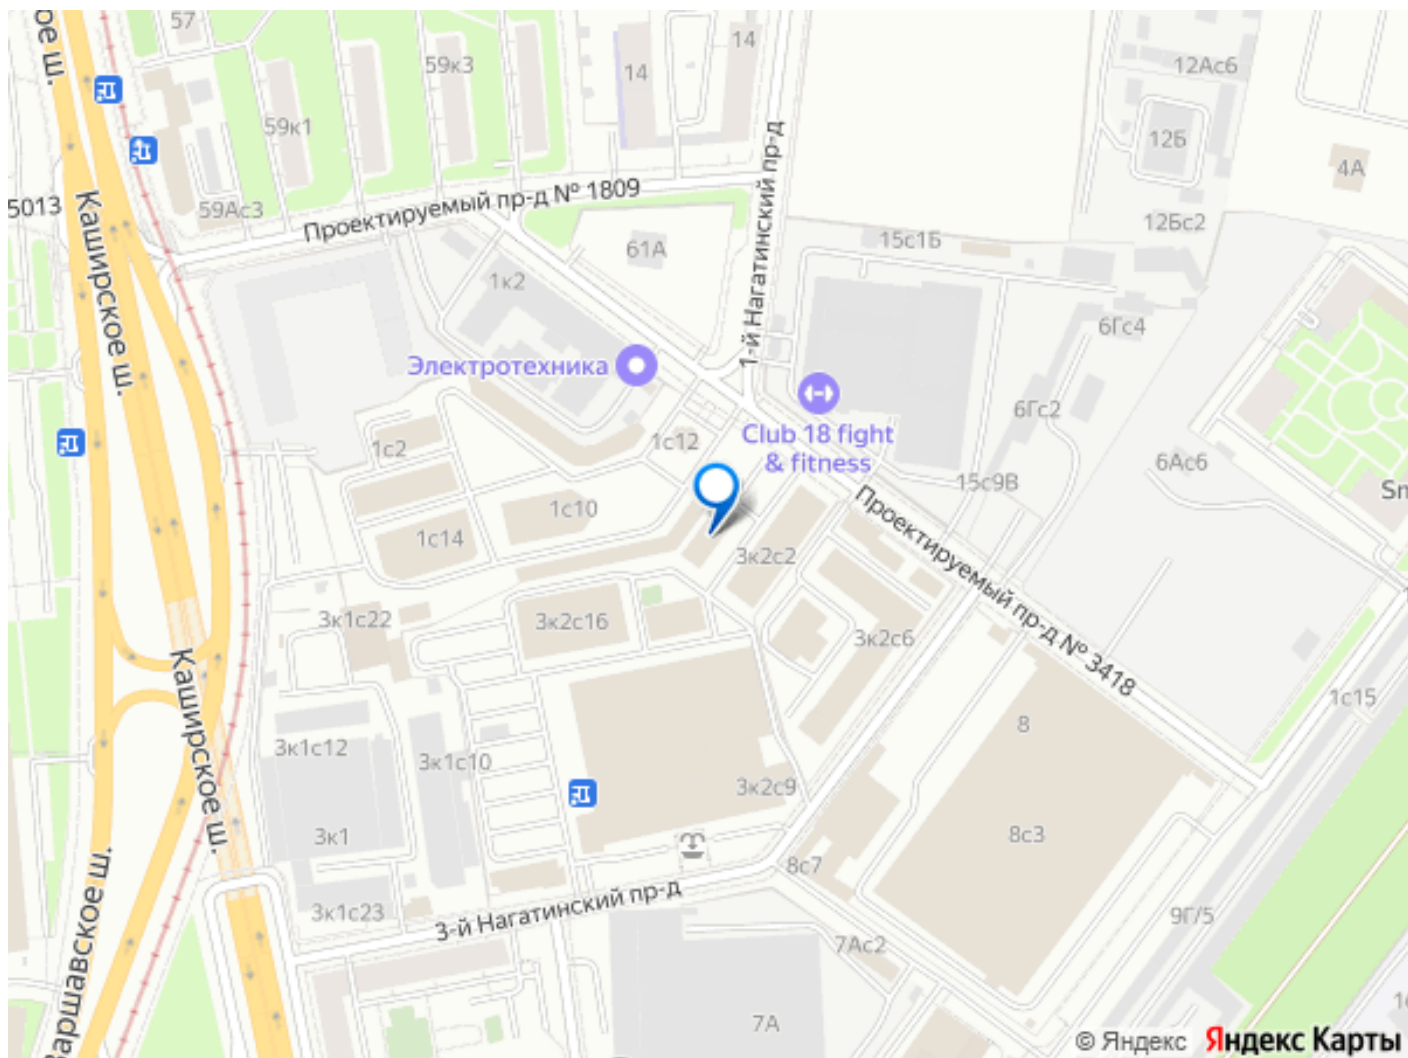 57
59к3
14
14
12Ас6
59к1
12Б
4А
5013
59Ас3
Проектируемый пр-д № 1809
12Бс2
Каширское ш.
61А
15с1Б
1-й Нагатинский пр-д
1к2
6Гс4
Электротехника
6Гс2
Club 18 fight
& fitness
1с2
1с12
6Ас6
15с9В
Sm
1с10
1с14
3к2с2
Проектируемый пр-д № 3418
3к1с22
3к2с16
3к2с6
Каширское ш.
1с15
8
3к1с12
3к1с10
3к2с9
3к1
8с3
8с7
3к1с23
3-й Нагатинский пр-д
9Г/5
7Ас2
Варшавское ш.
7А
16
© Яндекс
Яндекс Карты